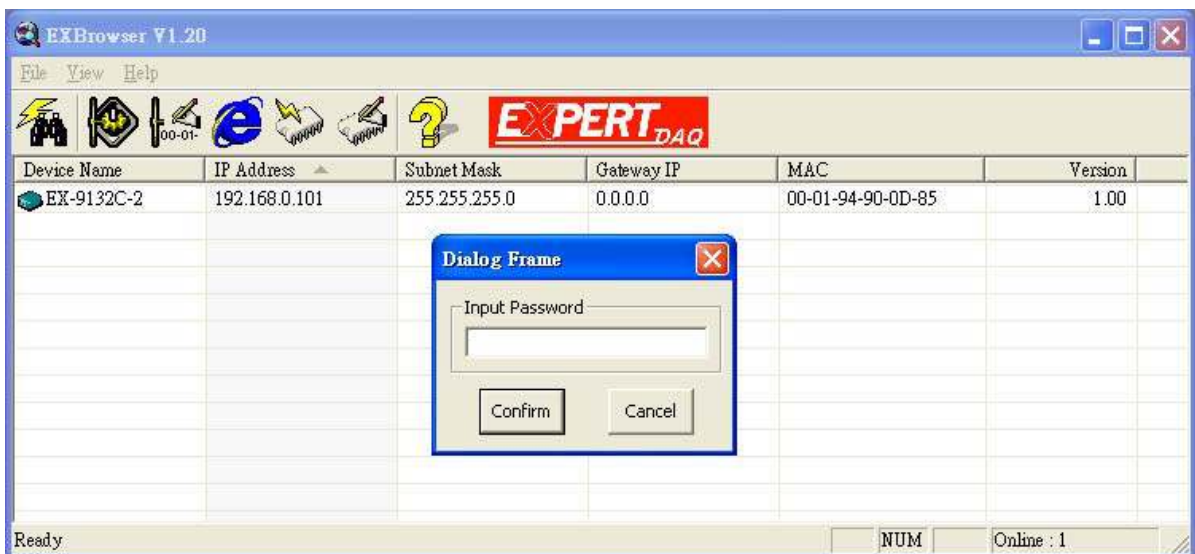 EXBrowser V1.20
File View Help
00-01-
EXPERT DAQ
Device Name IP Address Subnet Mask Gateway IP MAC Version
EX-9132C-2 192.168.0.101 255.255.255.0 0.0.0.0 00-01-94-90-0D-85 1.00
Dialog Frame
Input Password
Confirm Cancel
Ready NUM Online : 1